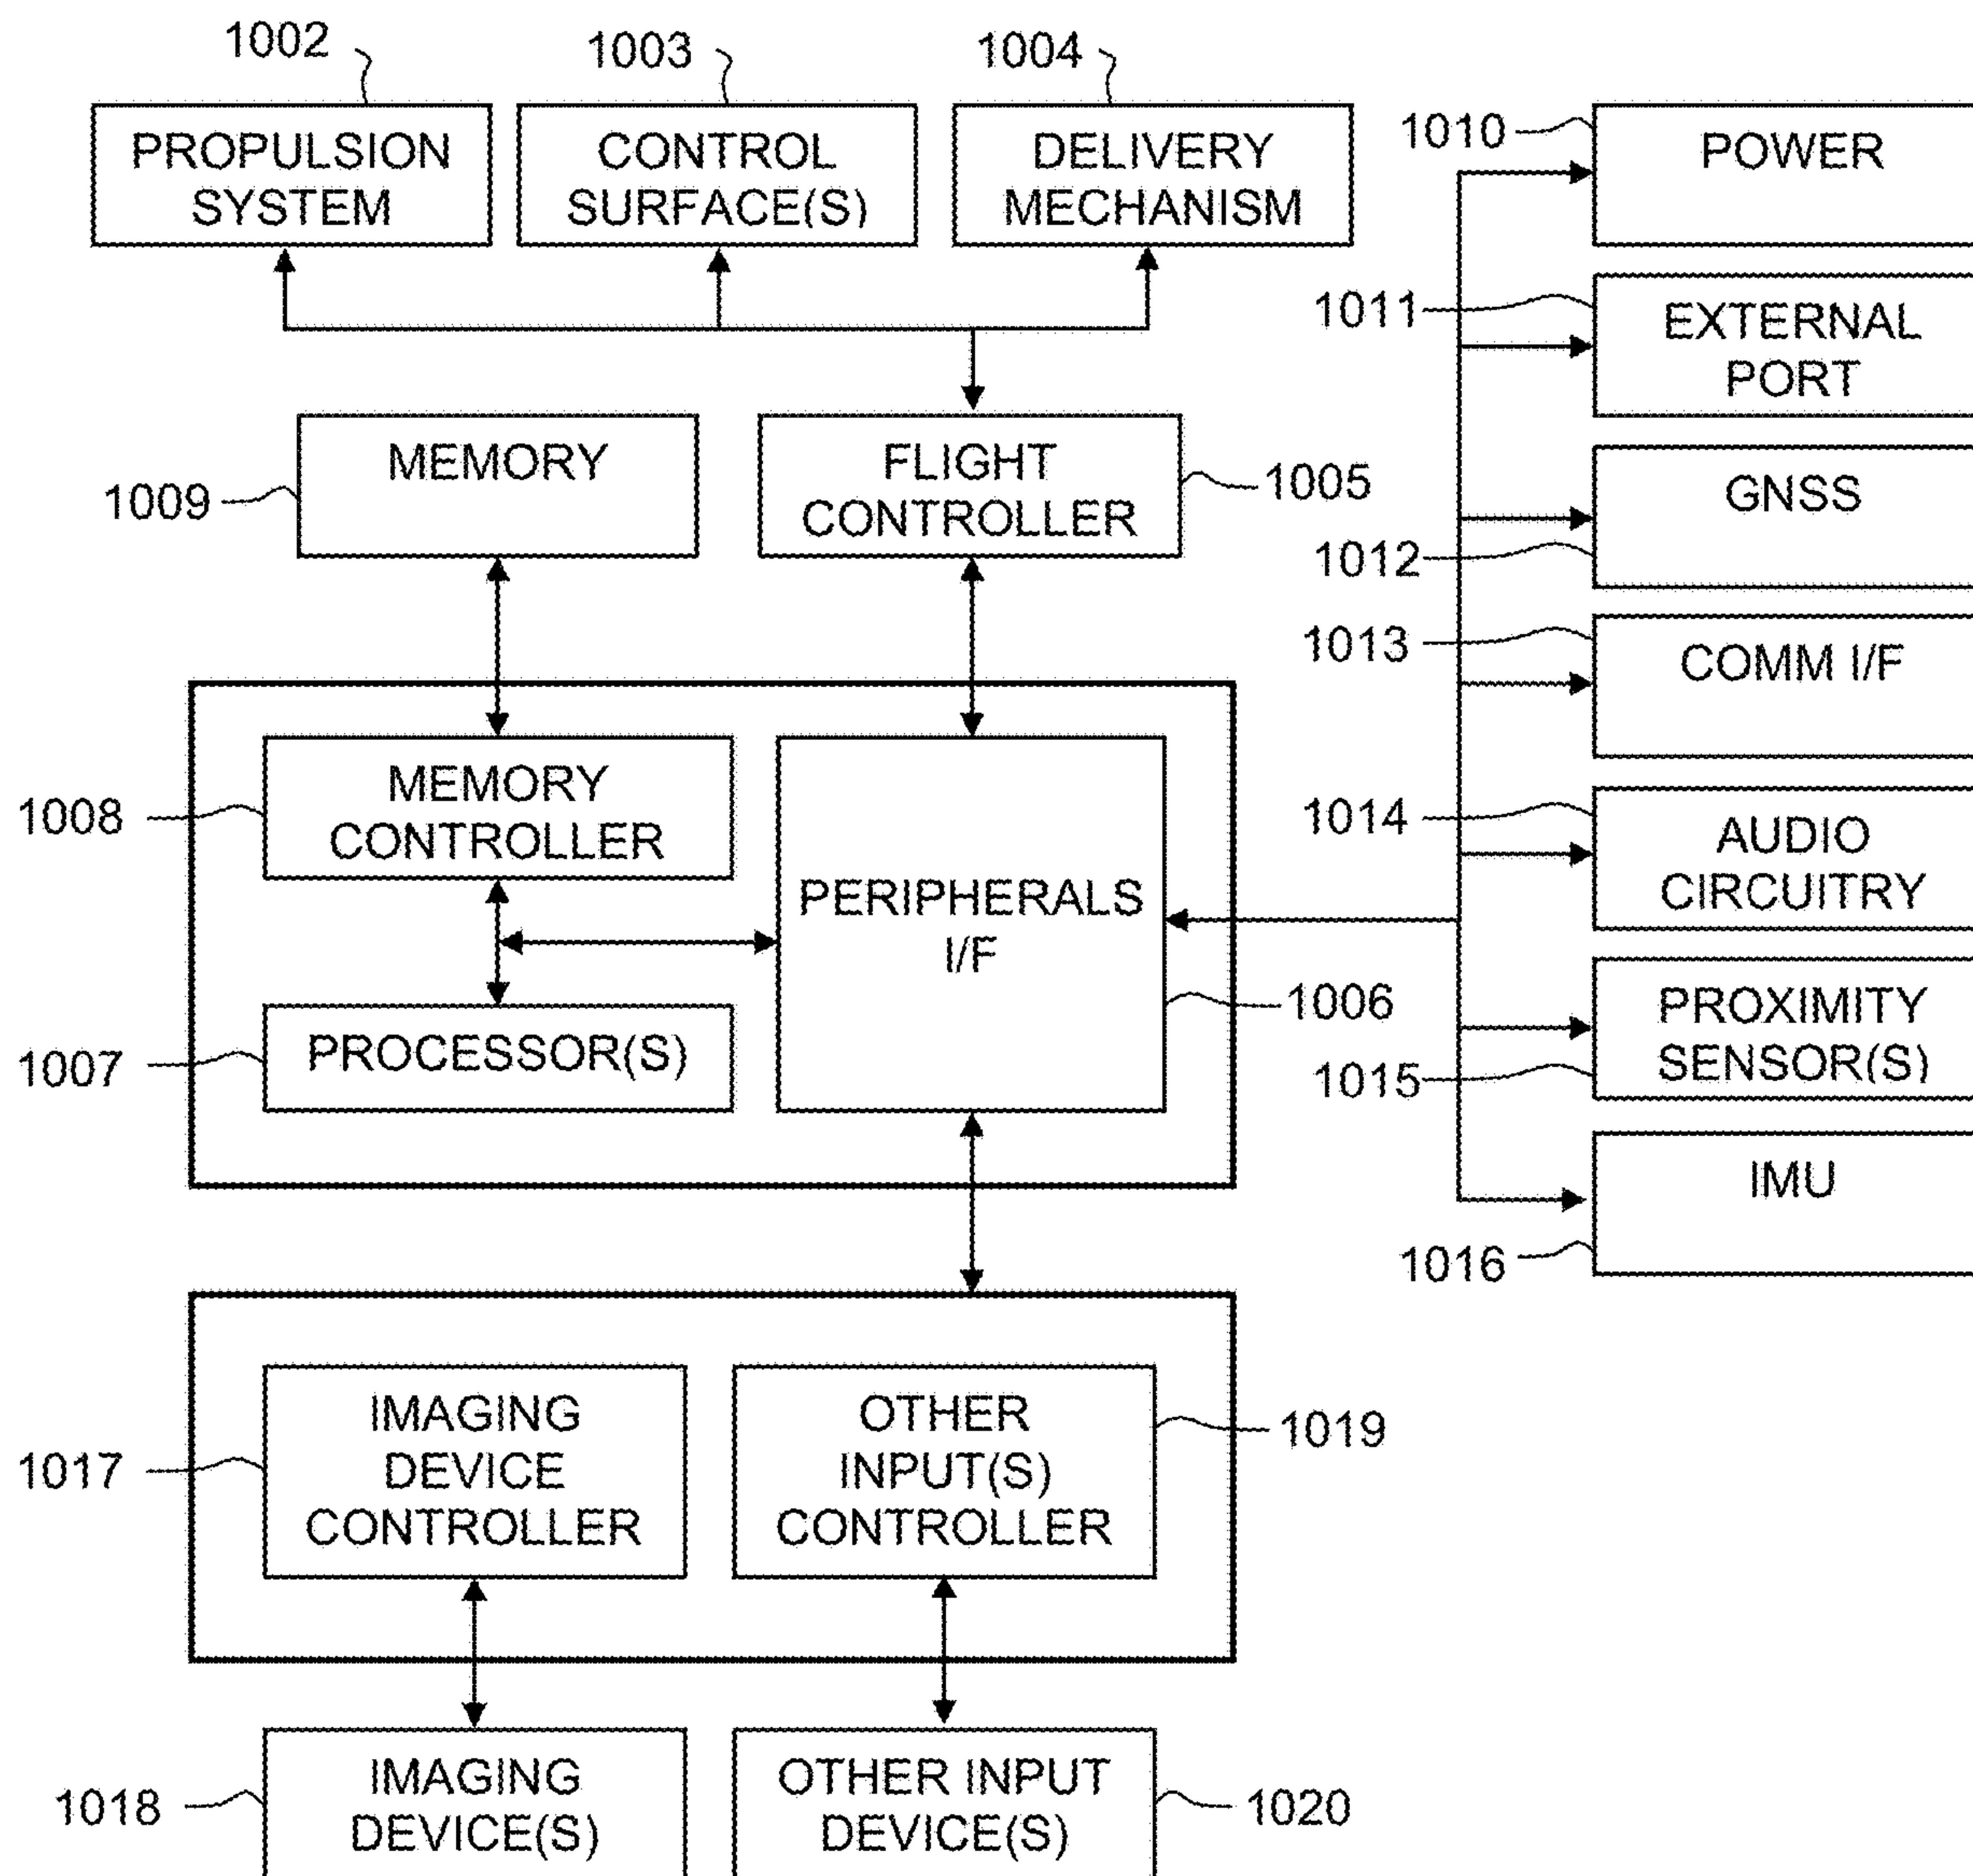 1002
1003
1004
PROPULSION
SYSTEM
CONTROL
SURFACE(S)
DELIVERY
MECHANISM
1010
POWER
1011
EXTERNAL
PORT
MEMORY
1009
FLIGHT
CONTROLLER
1005
GNSS
1012
1013
COMM I/F
MEMORY
CONTROLLER
1008
PERIPHERALS
I/F
1006
1014
AUDIO
CIRCUITRY
PROCESSOR(S)
1007
PROXIMITY
SENSOR(S)
1015
IMU
1016
IMAGING
DEVICE
CONTROLLER
1017
OTHER
INPUT(S)
CONTROLLER
1019
IMAGING
DEVICE(S)
1018
OTHER INPUT
DEVICE(S)
1020